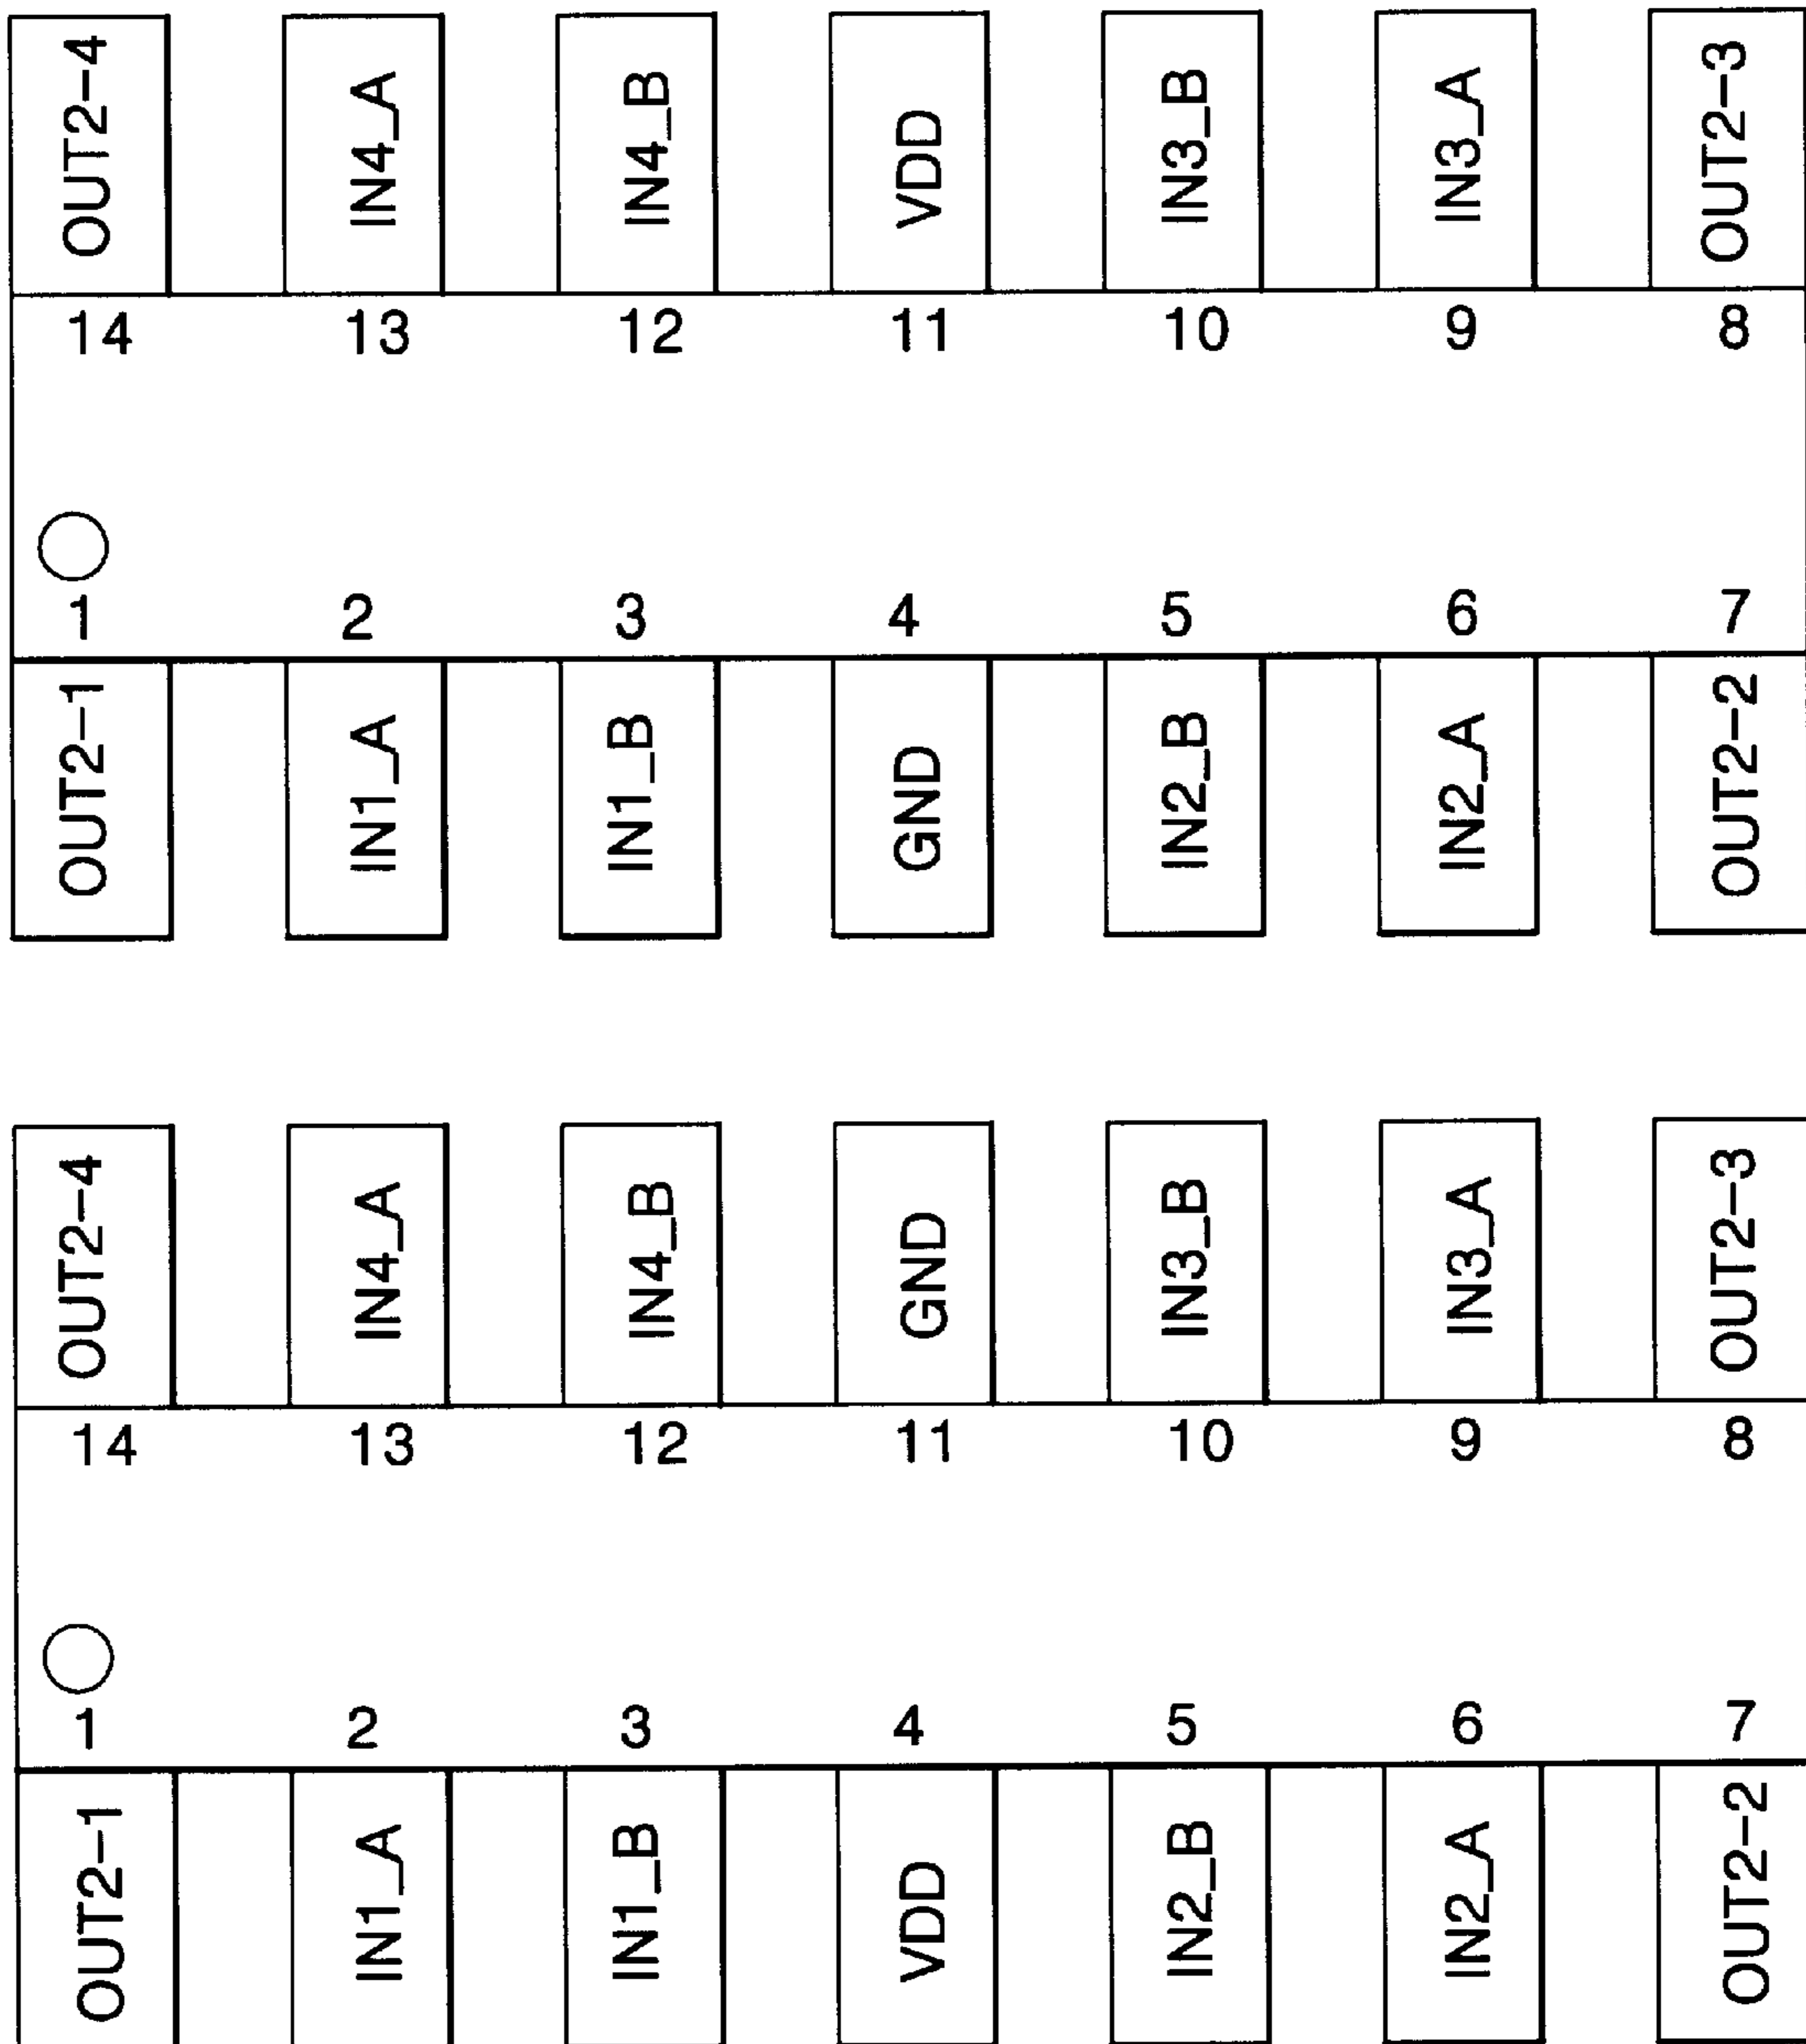 OUT2-4 IN4_A IN4_B VDD IN3_B IN3_A OUT2-3
14 13 12 11 10 9 8
1 2 3 4 5 6 7
OUT2-1 IN1_A IN1_B GND IN2_B IN2_A OUT2-2
OUT2-4 IN4_A IN4_B GND IN3_B IN3_A OUT2-3
14 13 12 11 10 9 8
1 2 3 4 5 6 7
OUT2-1 IN1_A IN1_B VDD IN2_B IN2_A OUT2-2